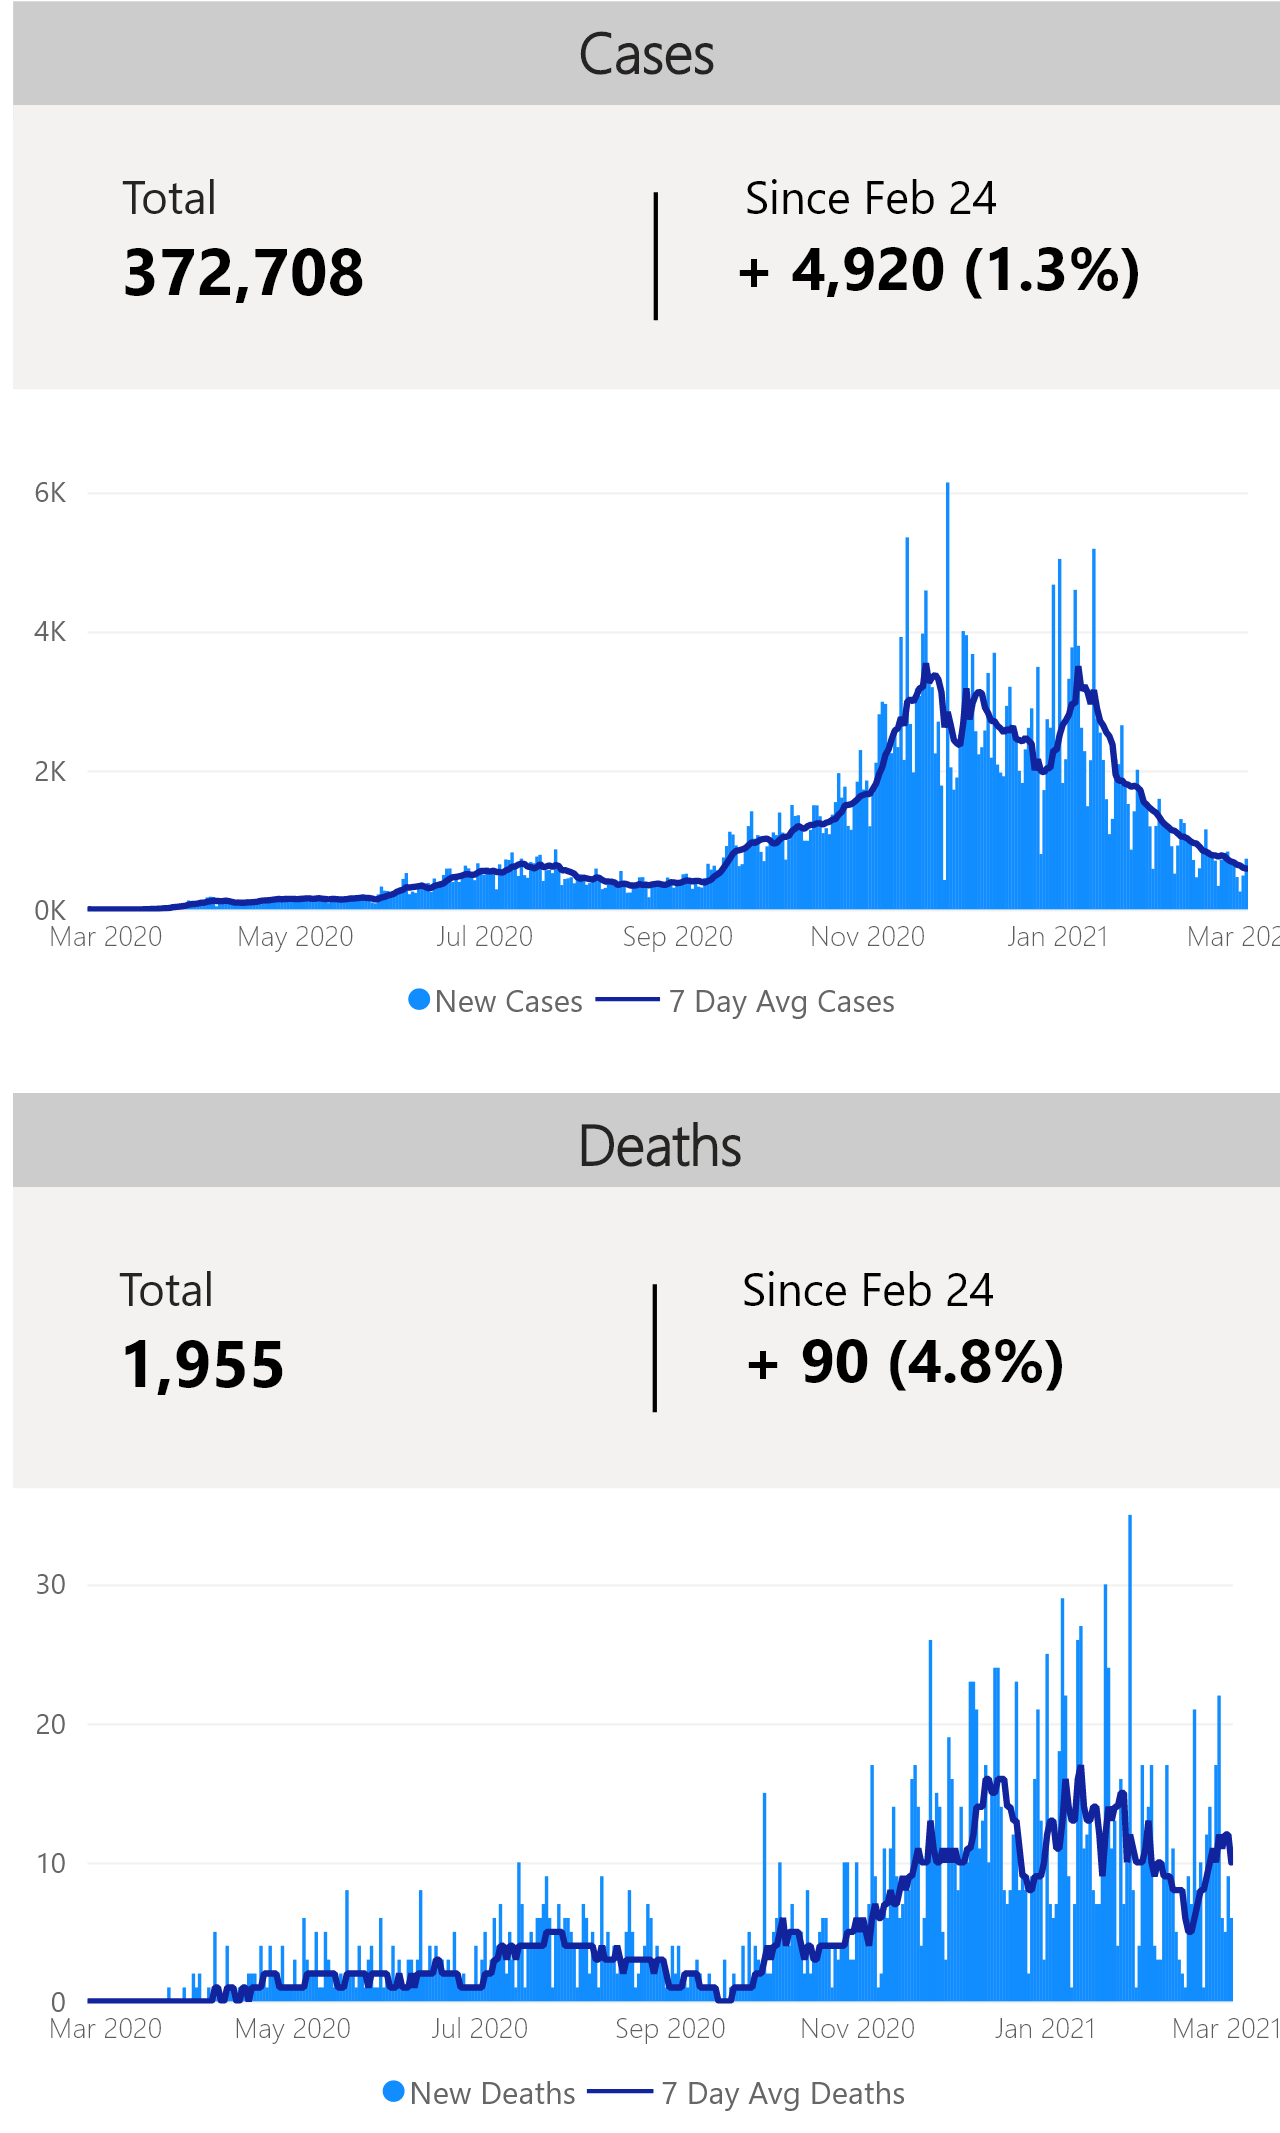 Cases
Total
Since Feb 24
372,708
+ 4,920 (1.3%)
6K
4K
2K
0K
Mar 2020 May 2020 Jul 2020 Sep 2020 Nov 2020 Jan 2021 Mar 202
New Cases 7 Day Avg Cases
Deaths
Total
Since Feb 24
1,955
+ 90 (4.8%)
30
20
10
0
Mar 2020 May 2020 Jul 2020 Sep 2020 Nov 2020 Jan 2021 Mar 2021
New Deaths 7 Day Avg Deaths